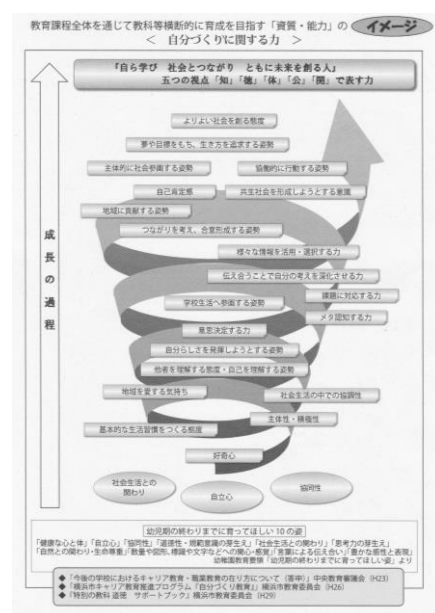 教育課程全体を通じて教科等横断的に育成を目指す「資質・能力」の イメージ
＜ 自分づくりに関する力 ＞
『自ら学び 社会とつながり ともに未来を創る人』
五つの視点「知」「徳」「体」「公」「開」で表す力
よりよい社会を創る態度
夢や目標をもち、生き方を追求する姿勢
主体的に社会参画する姿勢
協働的に行動する姿勢
自己肯定感
共生社会を形成しようとする意識
地域に貢献する姿勢
つながりを考え、合意形成する姿勢
様々な情報を活用・選択する力
伝え合うことで自分の考えを深化させる力
学校生活へ参画する姿勢
課題に対応する力
意思決定する力
メタ認知する力
自分らしさを発揮しようとする姿勢
他者を理解する態度・自己を理解する姿勢
地域を愛する気持ち
社会生活の中での協調性
主体性・積極性
基本的な生活習慣をつくる態度
好奇心
成長の過程
社会生活との
関わり
自立心
協同性
幼児期の終わりまでに育ってほしい 10 の姿
「健康な心と体」「自立心」「協同性」「道徳性・規範意識の芽生え」「社会生活との関わり」「思考力の芽生え」
「自然との関わり・生命尊重」「数量や図形、標識や文字などへの関心・感覚」「言葉による伝え合い」「豊かな感性と表現」
幼稚園教育要領「幼児期の終わりまでに育ってほしい姿」より
◆「今後の学校におけるキャリア教育・職業教育の在り方について（答申）」中央教育審議会（H23）
◆「横浜市キャリア教育推進プログラム「自分づくり教育」」横浜市教育委員会（H26）
◆「特別の教科 道徳 サポートブック」横浜市教育委員会（H29）